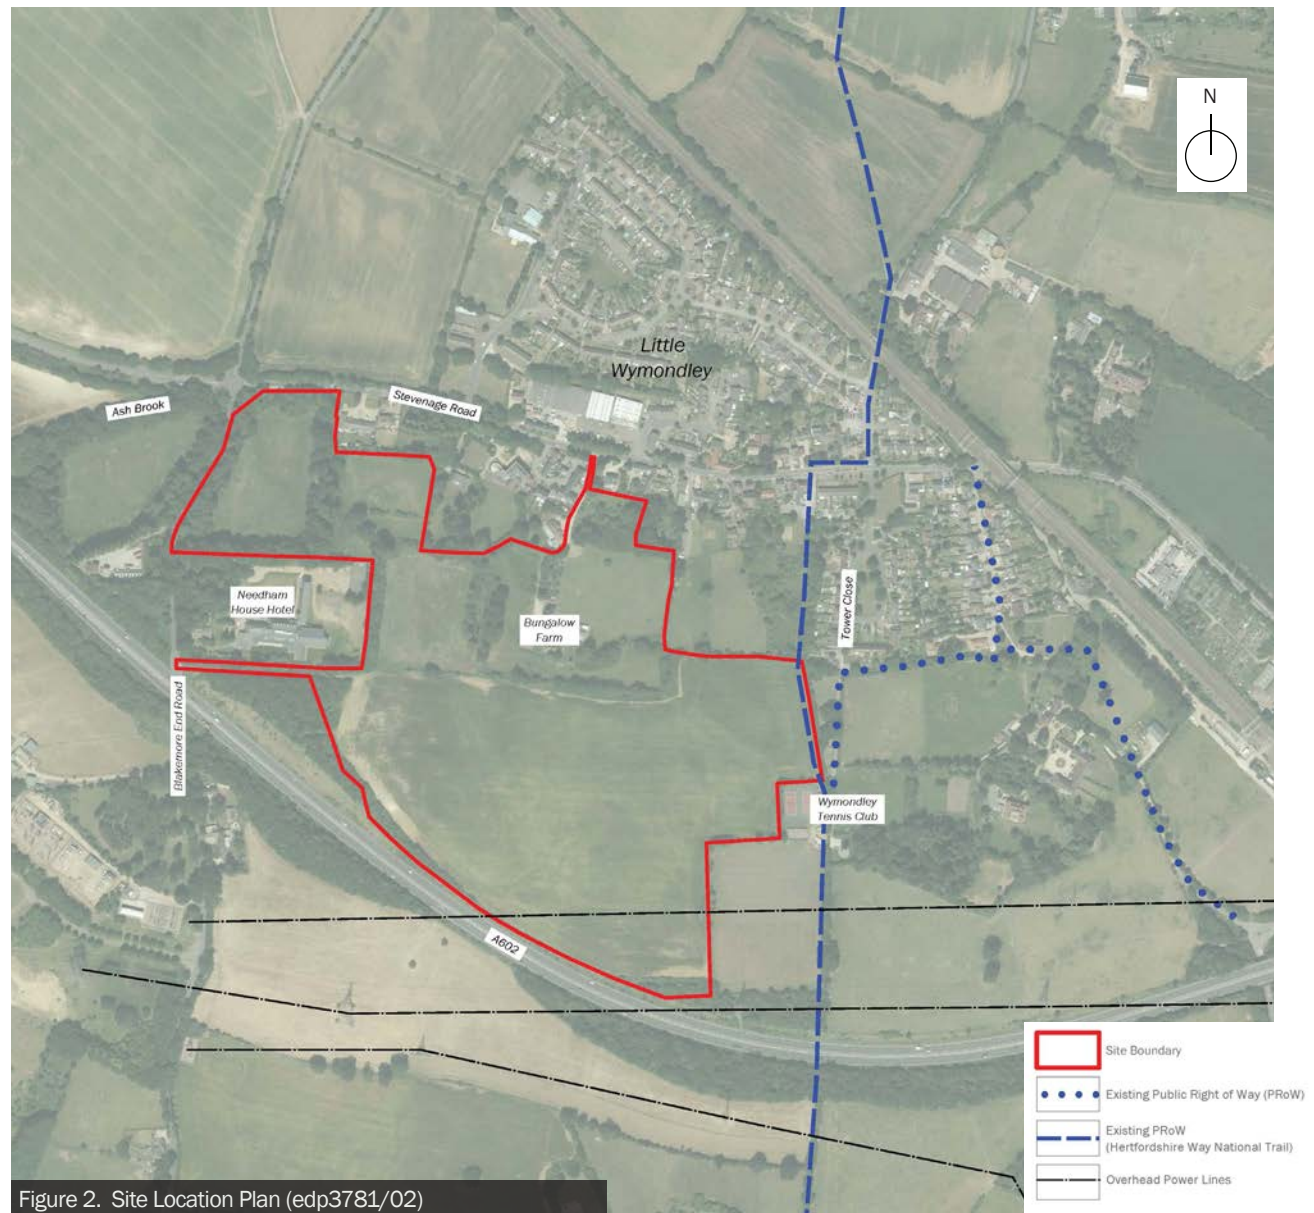 N
Little
Wymondley
Stevenage Road
Ash Brook
Needham
House Hotel
Bungalow
Farm
Tower Close
Blakemore End Road
Wymondley
Tennis Club
A602
Site Boundary
Existing Public Right of Way (PRoW)
Existing PRoW
(Hertfordshire Way National Trail)
Overhead Power Lines
Figure 2. Site Location Plan (edp3781/02)